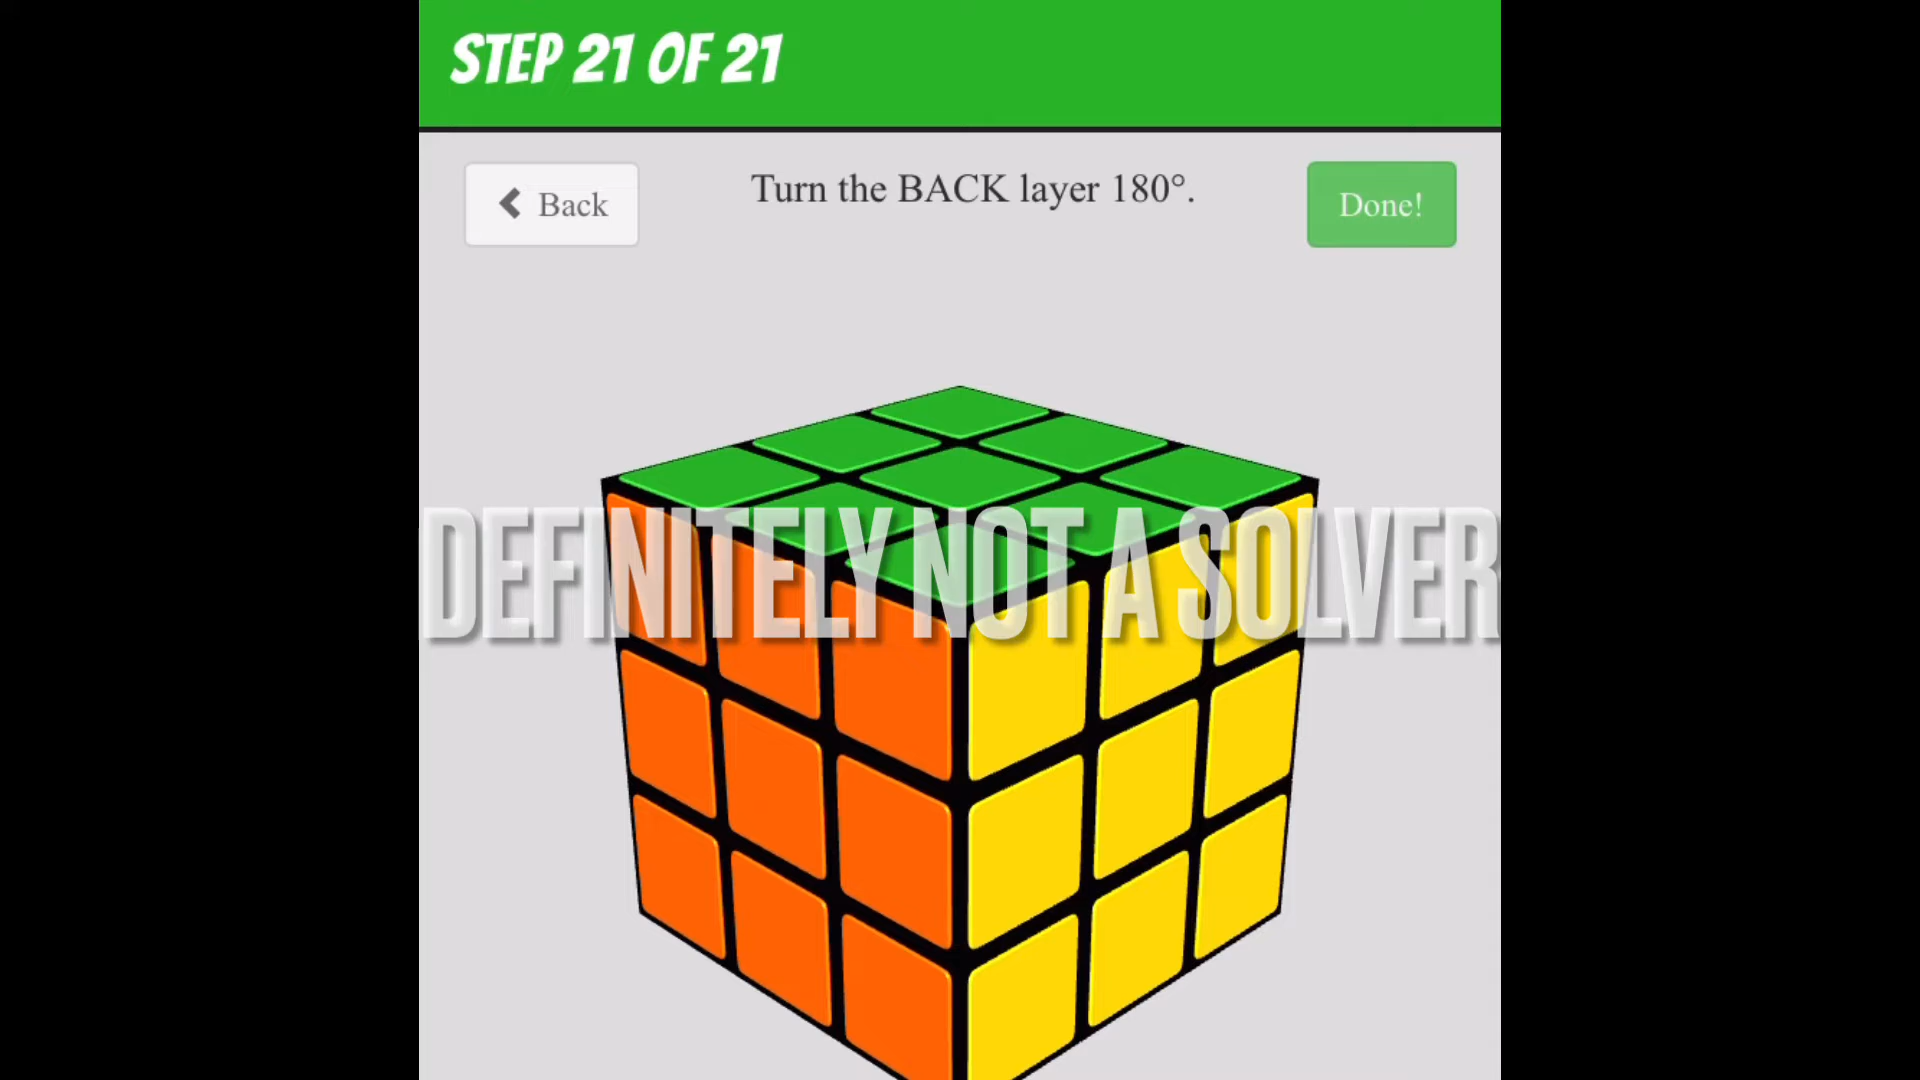 STEP 21 OF 21
Back
Turn the BACK layer 180°.
Done!
DEFINITELY NOT A SOLVER